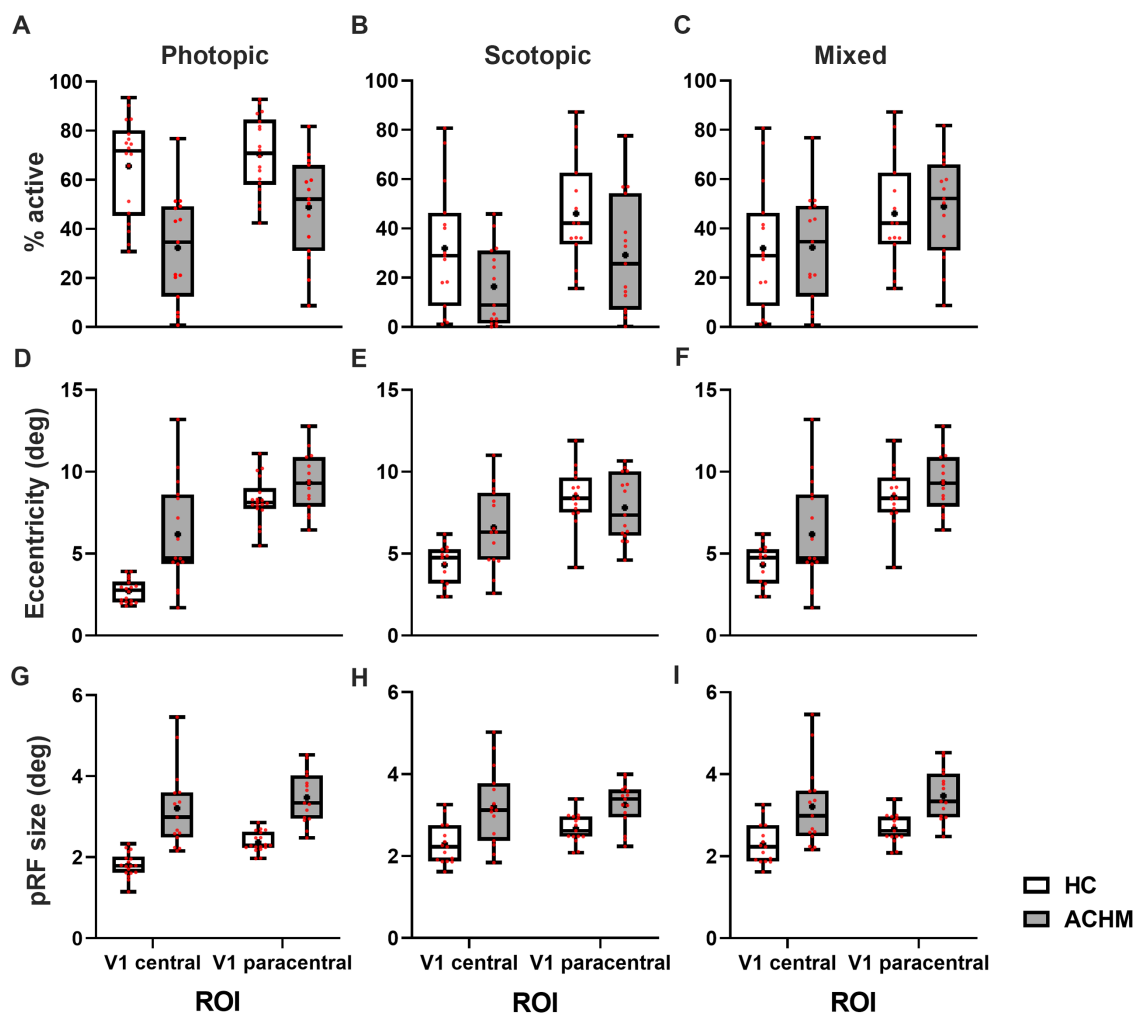 A B C
Photopic Scotopic Mixed
% active
100 100 100
80 80 80
60 60 60
40 40 40
20 20 20
0 0 0
D E F
Eccentricity (deg)
15 15 15
10 10 10
5 5 5
0 0 0
G H I
pRF size (deg)
6 6 6
4 4 4
2 2 2
0 0 0
HC
ACHM
V1 central V1 paracentral V1 central V1 paracentral V1 central V1 paracentral
ROI ROI ROI